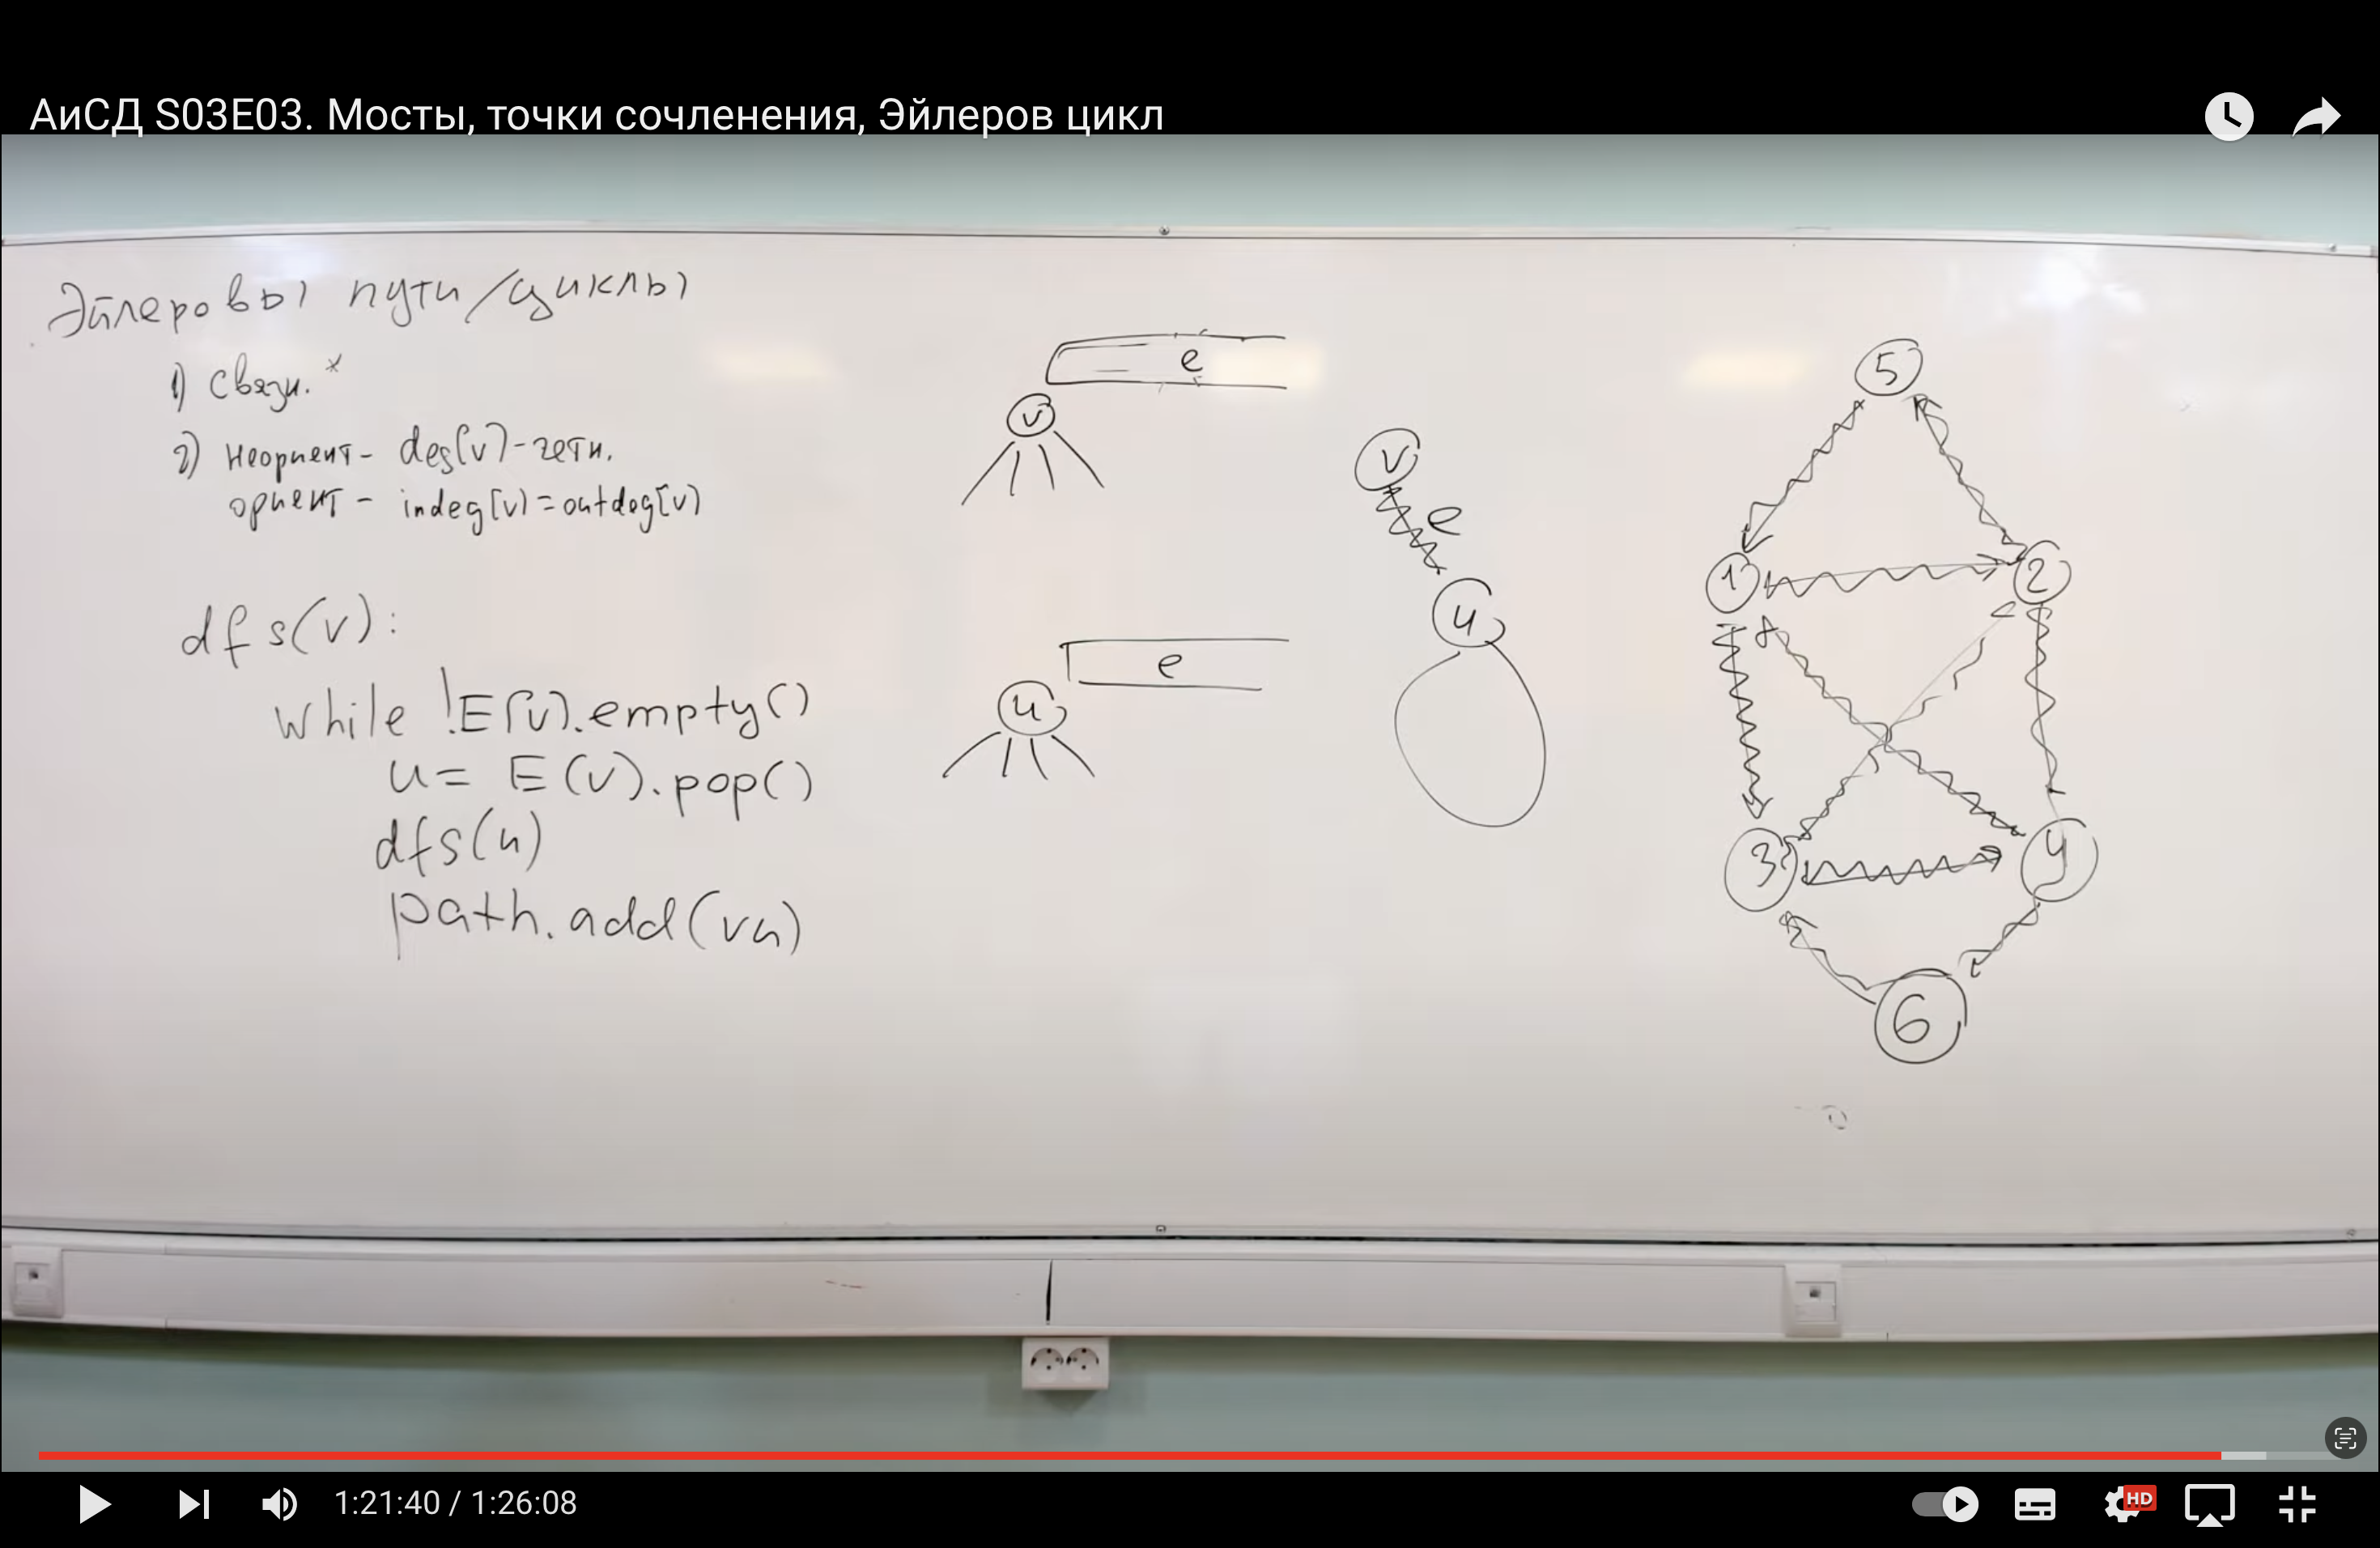 АиСД S03E03. Мосты, точки сочленения, Эйлеров цикл
Эйлеровы пути/циклы
1) Связн.*
2) неориент - deg(v) - четн.
ориент - indeg(v) = outdeg(v)
dfs(v):
while !E(v).empty()
u = E(v).pop()
dfs(u)
path.add(vu)
e
v
e
u
v
e
u
5
1
2
3
4
6
1:21:40 / 1:26:08
HD